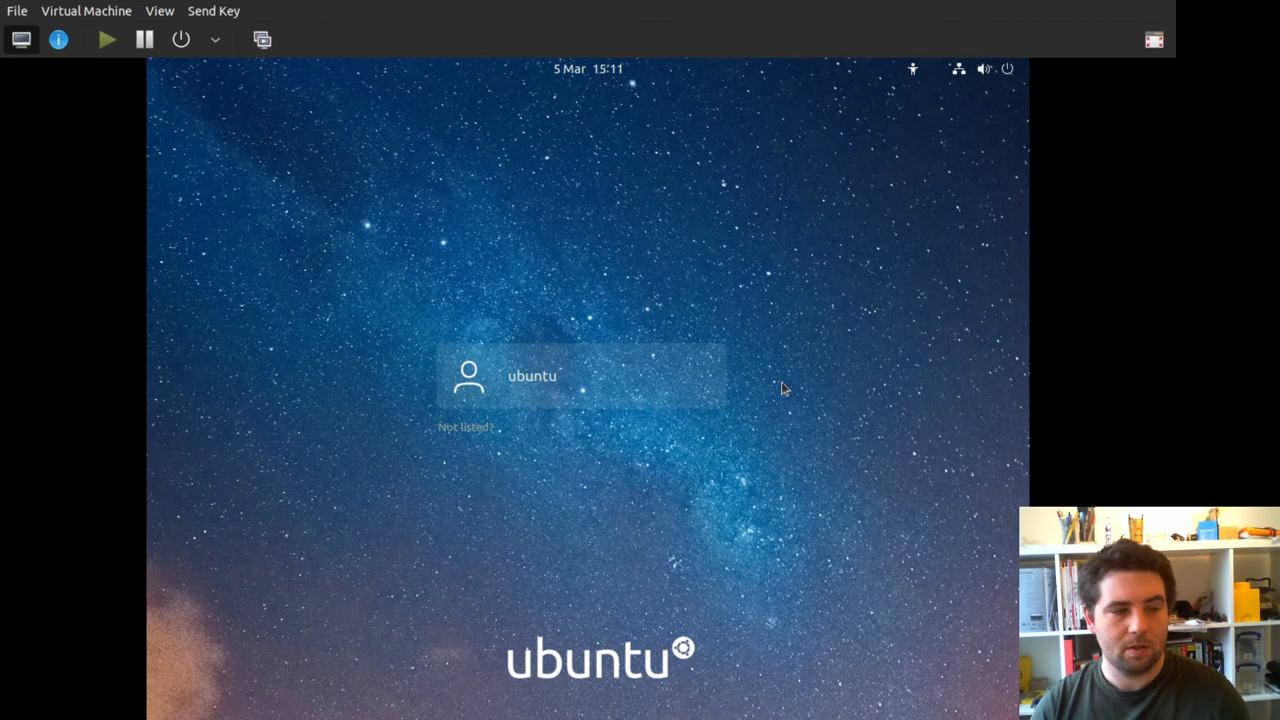 File Virtual Machine View Send Key
5 Mar 15:11
ubuntu
Not listed?
ubuntu